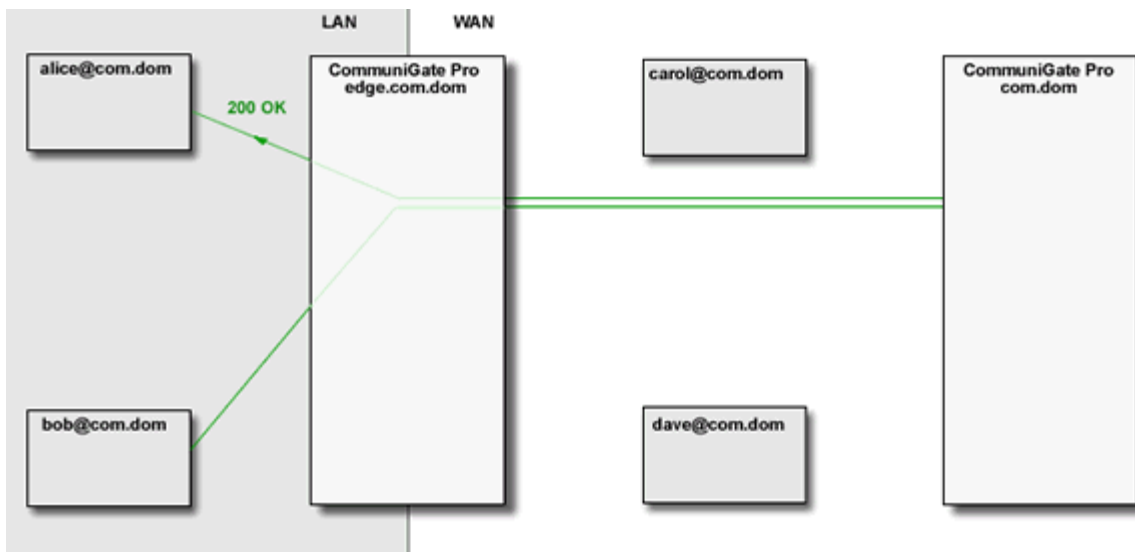 LAN
WAN
alice@com.dom
CommuniGate Pro
edge.com.dom
carol@com.dom
CommuniGate Pro
com.dom
200 OK
bob@com.dom
dave@com.dom